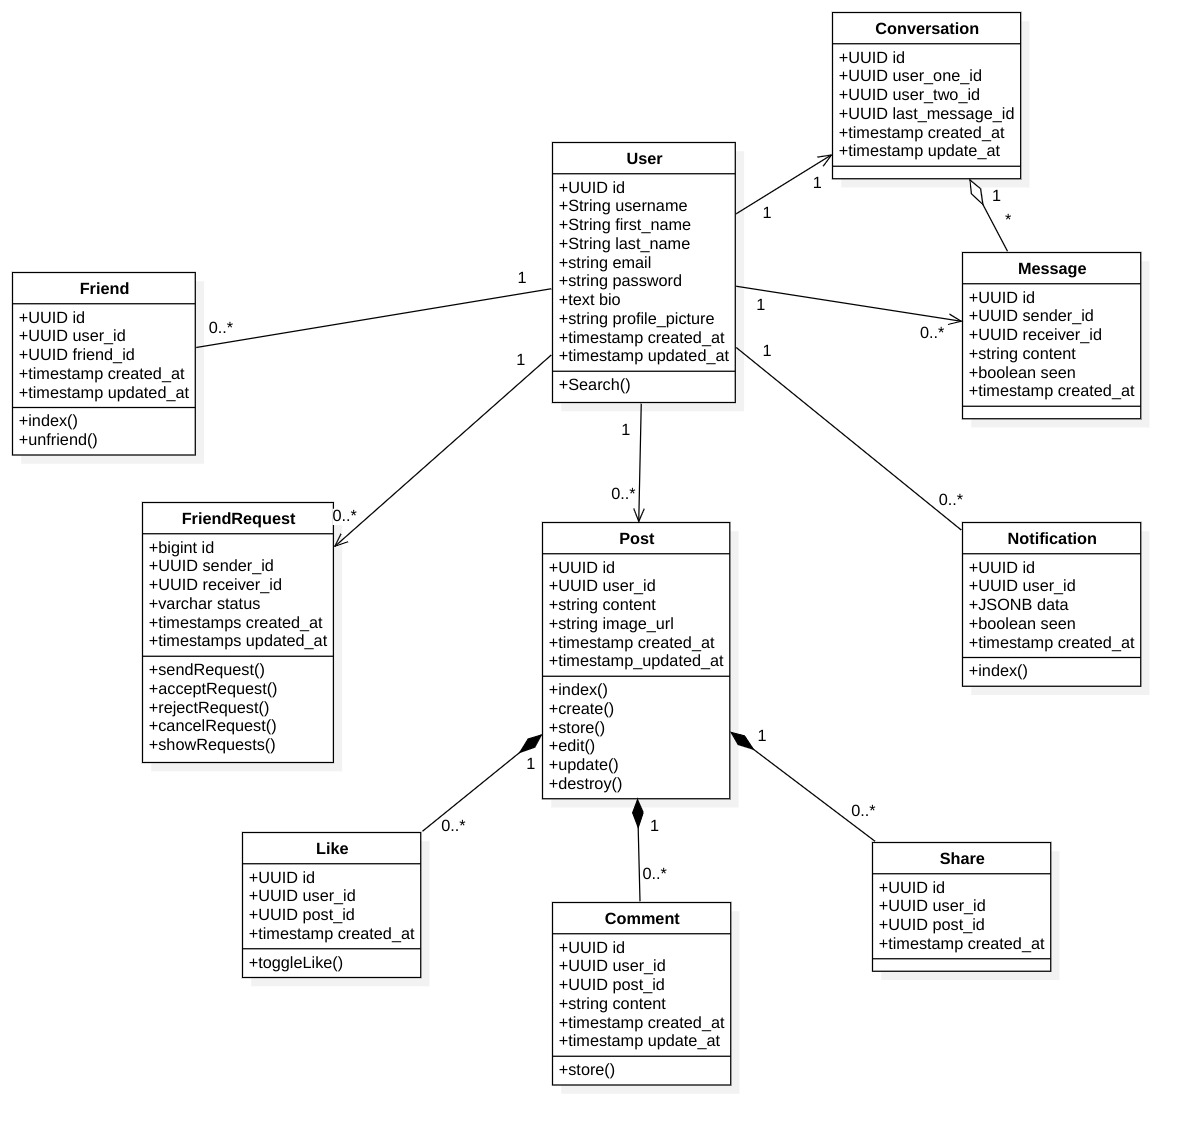 Conversation
+UUID id
+UUID user_one_id
+UUID user_two_id
+UUID last_message_id
+timestamp created_at
+timestamp update_at
User
+UUID id
+String username
+String first_name
+String last_name
+string email
+string password
+text bio
+string profile_picture
+timestamp created_at
+timestamp updated_at
+Search()
1
1
1
*
Message
+UUID id
+UUID sender_id
+UUID receiver_id
+string content
+boolean seen
+timestamp created_at
1
0..*
Friend
+UUID id
+UUID user_id
+UUID friend_id
+timestamp created_at
+timestamp updated_at
+index()
+unfriend()
1
0..*
1
0..*
FriendRequest
+bigint id
+UUID sender_id
+UUID receiver_id
+varchar status
+timestamps created_at
+timestamps updated_at
+sendRequest()
+acceptRequest()
+rejectRequest()
+cancelRequest()
+showRequests()
1
0..*
Post
+UUID id
+UUID user_id
+string content
+string image_url
+timestamp created_at
+timestamp_updated_at
+index()
+create()
+store()
+edit()
+update()
+destroy()
1
0..*
Notification
+UUID id
+UUID user_id
+JSONB data
+boolean seen
+timestamp created_at
+index()
1
0..*
Like
+UUID id
+UUID user_id
+UUID post_id
+timestamp created_at
+toggleLike()
1
0..*
Comment
+UUID id
+UUID user_id
+UUID post_id
+string content
+timestamp created_at
+timestamp update_at
+store()
1
0..*
Share
+UUID id
+UUID user_id
+UUID post_id
+timestamp created_at